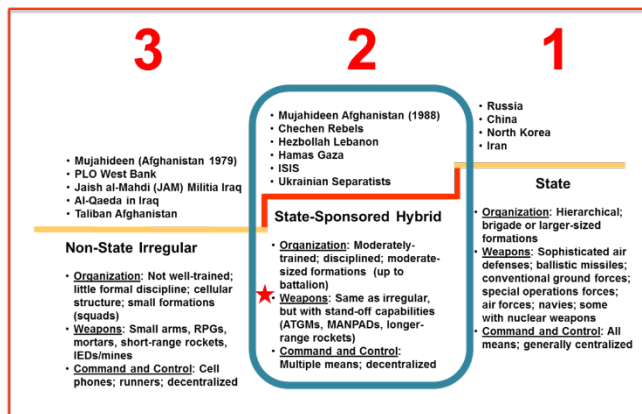 3
2
1
• Mujahideen (Afghanistan 1979)
• PLO West Bank
• Jaish al-Mahdi (JAM) Militia Iraq
• Al-Qaeda in Iraq
• Taliban Afghanistan
Non-State Irregular
• Organization: Not well-trained;
little formal discipline; cellular
structure; small formations
(squads)
• Weapons: Small arms, RPGs,
mortars, short-range rockets,
IEDs/mines
• Command and Control: Cell
phones; runners; decentralized
• Mujahideen Afghanistan (1988)
• Chechen Rebels
• Hezbollah Lebanon
• Hamas Gaza
• ISIS
• Ukrainian Separatists
State-Sponsored Hybrid
• Organization: Moderately-
trained; disciplined; moderate-
sized formations (up to
battalion)
• Weapons: Same as irregular,
but with stand-off capabilities
(ATGMs, MANPADs, longer-
range rockets)
• Command and Control:
Multiple means; decentralized
• Russia
• China
• North Korea
• Iran
State
• Organization: Hierarchical;
brigade or larger-sized
formations
• Weapons: Sophisticated air
defenses; ballistic missiles;
conventional ground forces;
special operations forces;
air forces; navies; some
with nuclear weapons
• Command and Control: All
means; generally centralized